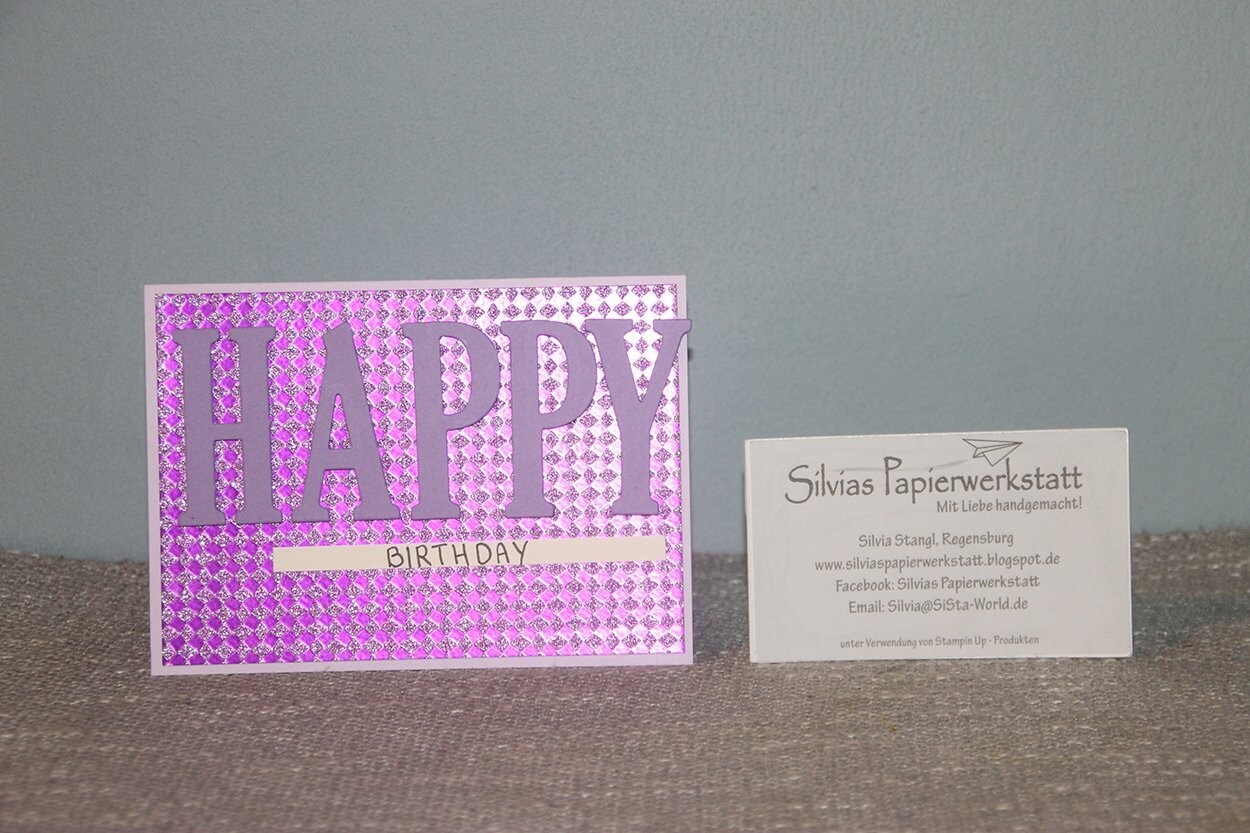 HAPPY
BIRTHDAY
Silvias Papierwerkstatt
Mit Liebe handgemacht!
Silvia Stangl, Regensburg
www.silviaspapierwerkstatt.blogspot.de
Facebook: Silvias Papierwerkstatt
Email: Silvia@SiSta-World.de
unter Verwendung von Stampin Up - Produkten